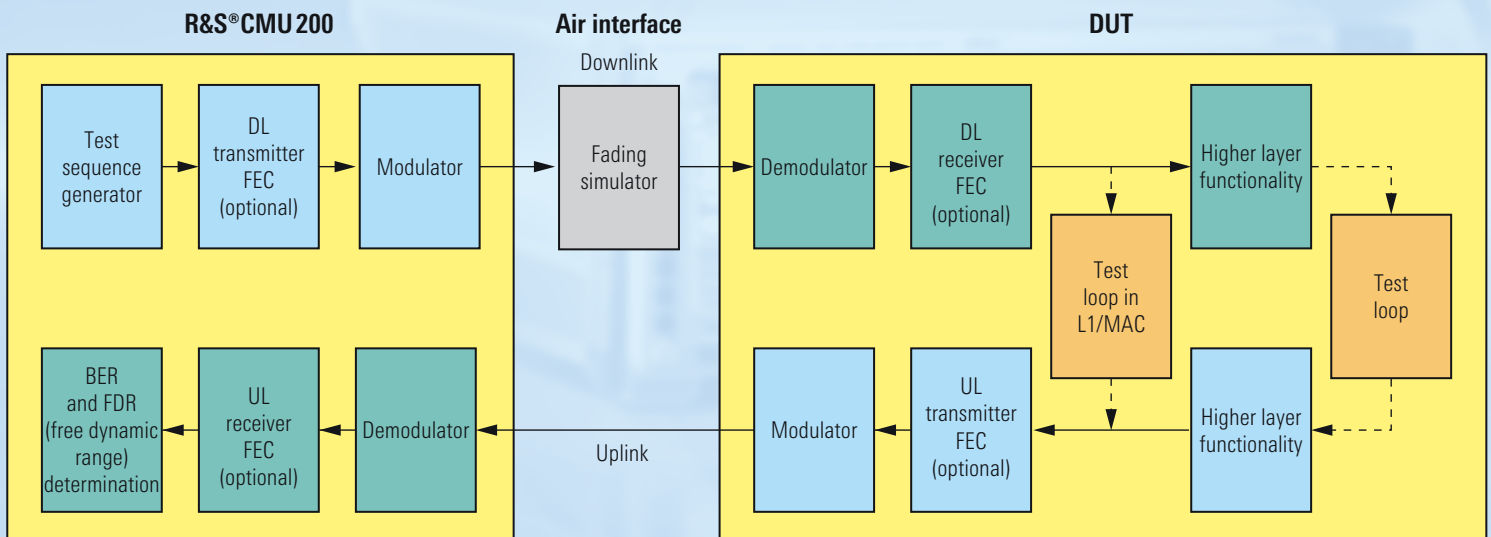 R&S®CMU 200
Air interface
DUT
Downlink
Test
sequence
generator
DL
transmitter
FEC
(optional)
Modulator
Fading
simulator
Demodulator
DL
receiver
FEC
(optional)
Higher layer
functionality
Test
loop in
L1/MAC
Test
loop
BER
and FDR
(free dynamic
range)
determination
UL
receiver
FEC
(optional)
Demodulator
Uplink
Modulator
UL
transmitter
FEC
(optional)
Higher layer
functionality